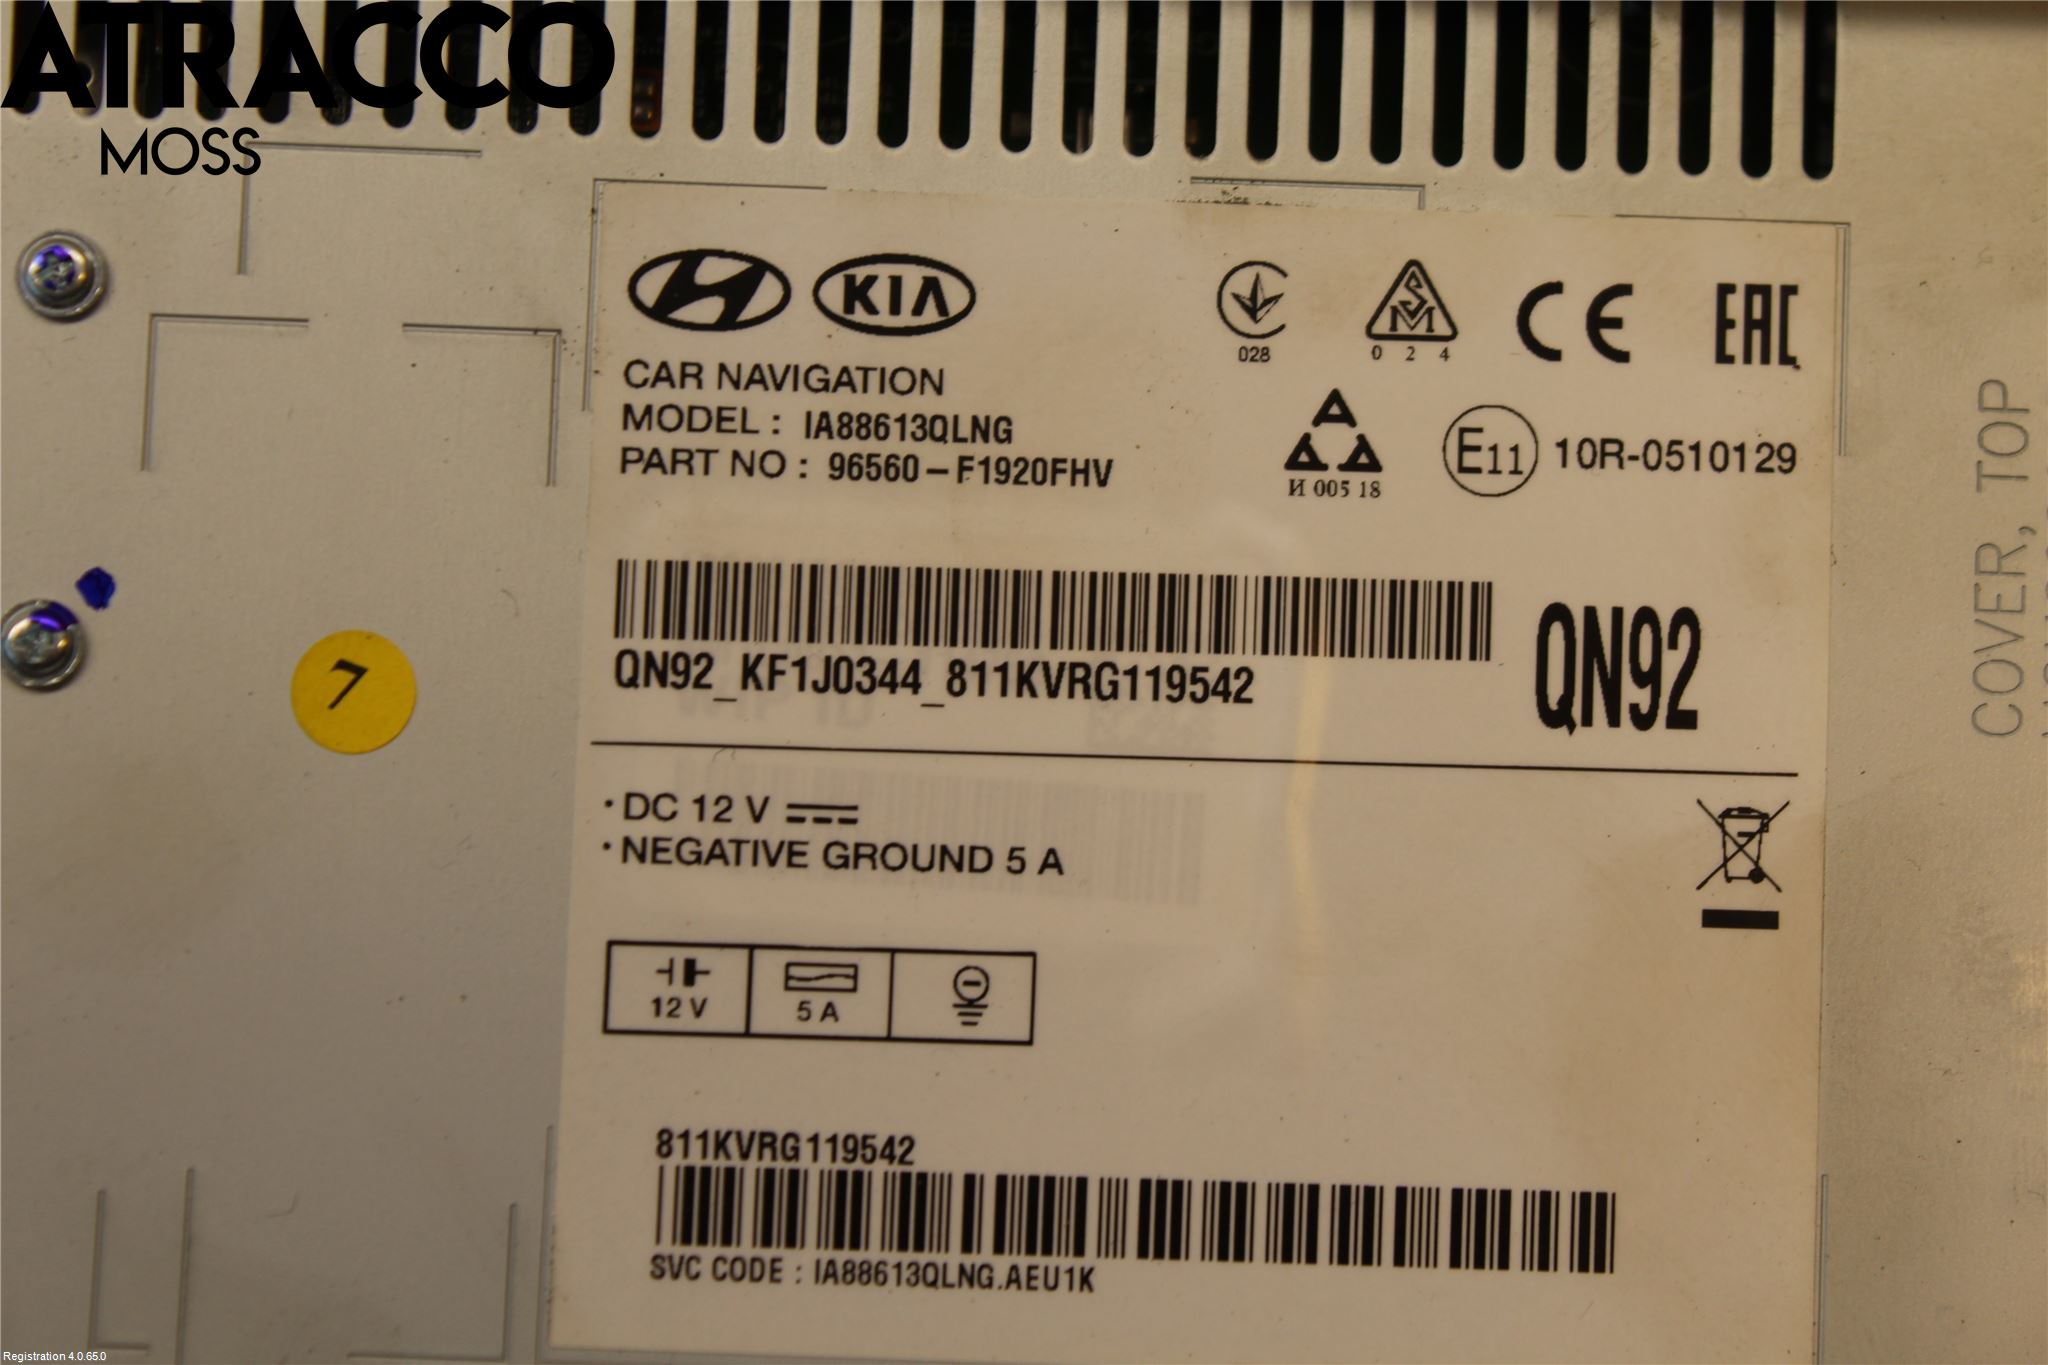 ATRACCO
MOSS
KIA
028
SM
0 2 4
CE
EAC
CAR NAVIGATION
MODEL : IA88613QLNG
PART NO : 96560-F1920FHV
И 005 18
E11 10R-0510129
QN92_KF1J0344_811KVRG119542
QN92
· DC 12 V
· NEGATIVE GROUND 5 A
12 V
5 A
811KVRG119542
SVC CODE : IA88613QLNG.AEU1K
7
COVER, TOP
Registration 4.0.65.0